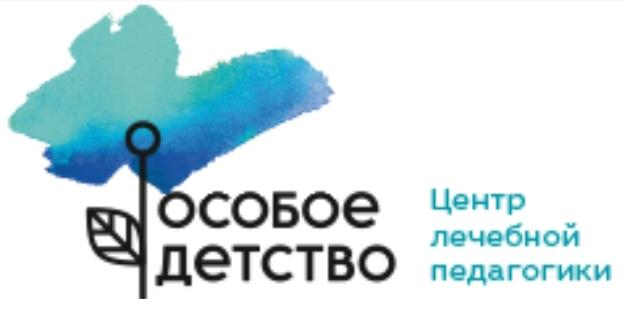 особое
детство
Центр
лечебной
педагогики